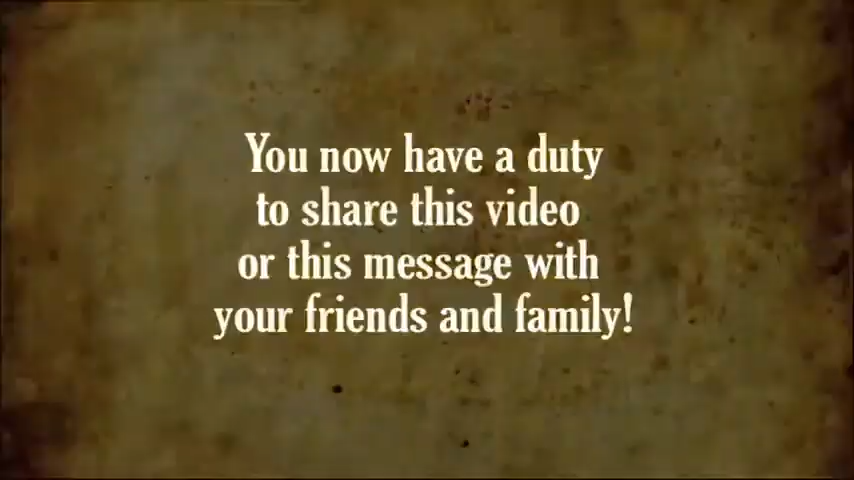 You now have a duty
to share this video
or this message with
your friends and family!